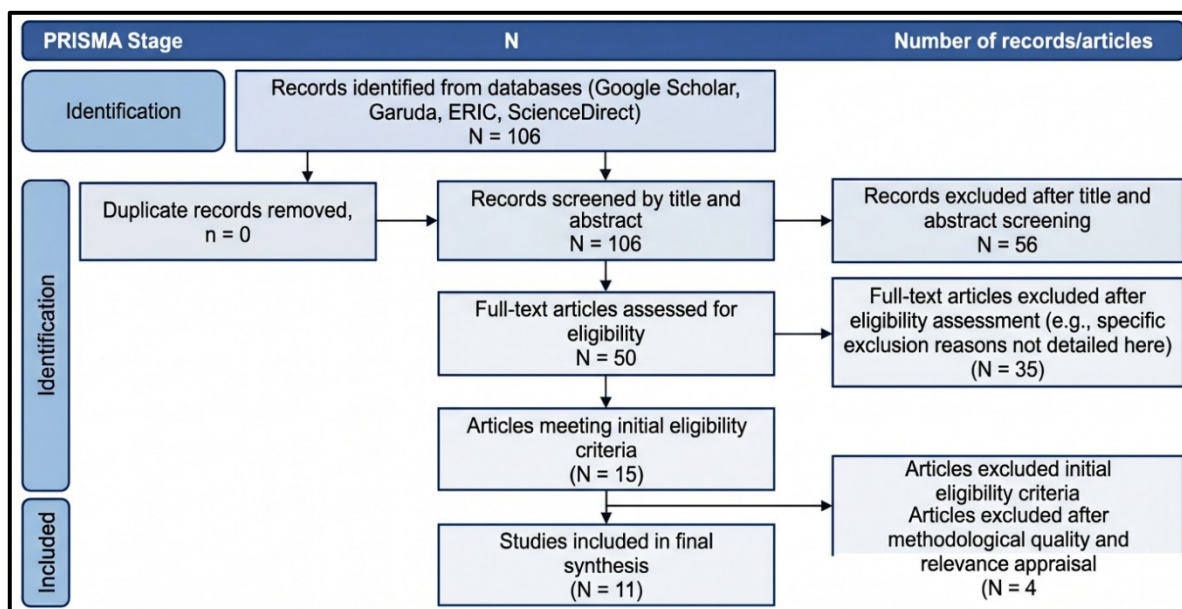 PRISMA Stage N Number of records/articles
Identification
Records identified from databases (Google Scholar,
Garuda, ERIC, ScienceDirect)
N = 106
Identification
Duplicate records removed,
n = 0
Records screened by title and
abstract
N = 106
Records excluded after title and
abstract screening
N = 56
Full-text articles assessed for
eligibility
N = 50
Full-text articles excluded after
eligibility assessment (e.g., specific
exclusion reasons not detailed here)
(N = 35)
Articles meeting initial eligibility
criteria
(N = 15)
Included
Studies included in final
synthesis
(N = 11)
Articles excluded initial
eligibility criteria
Articles excluded after
methodological quality and
relevance appraisal
(N = 4